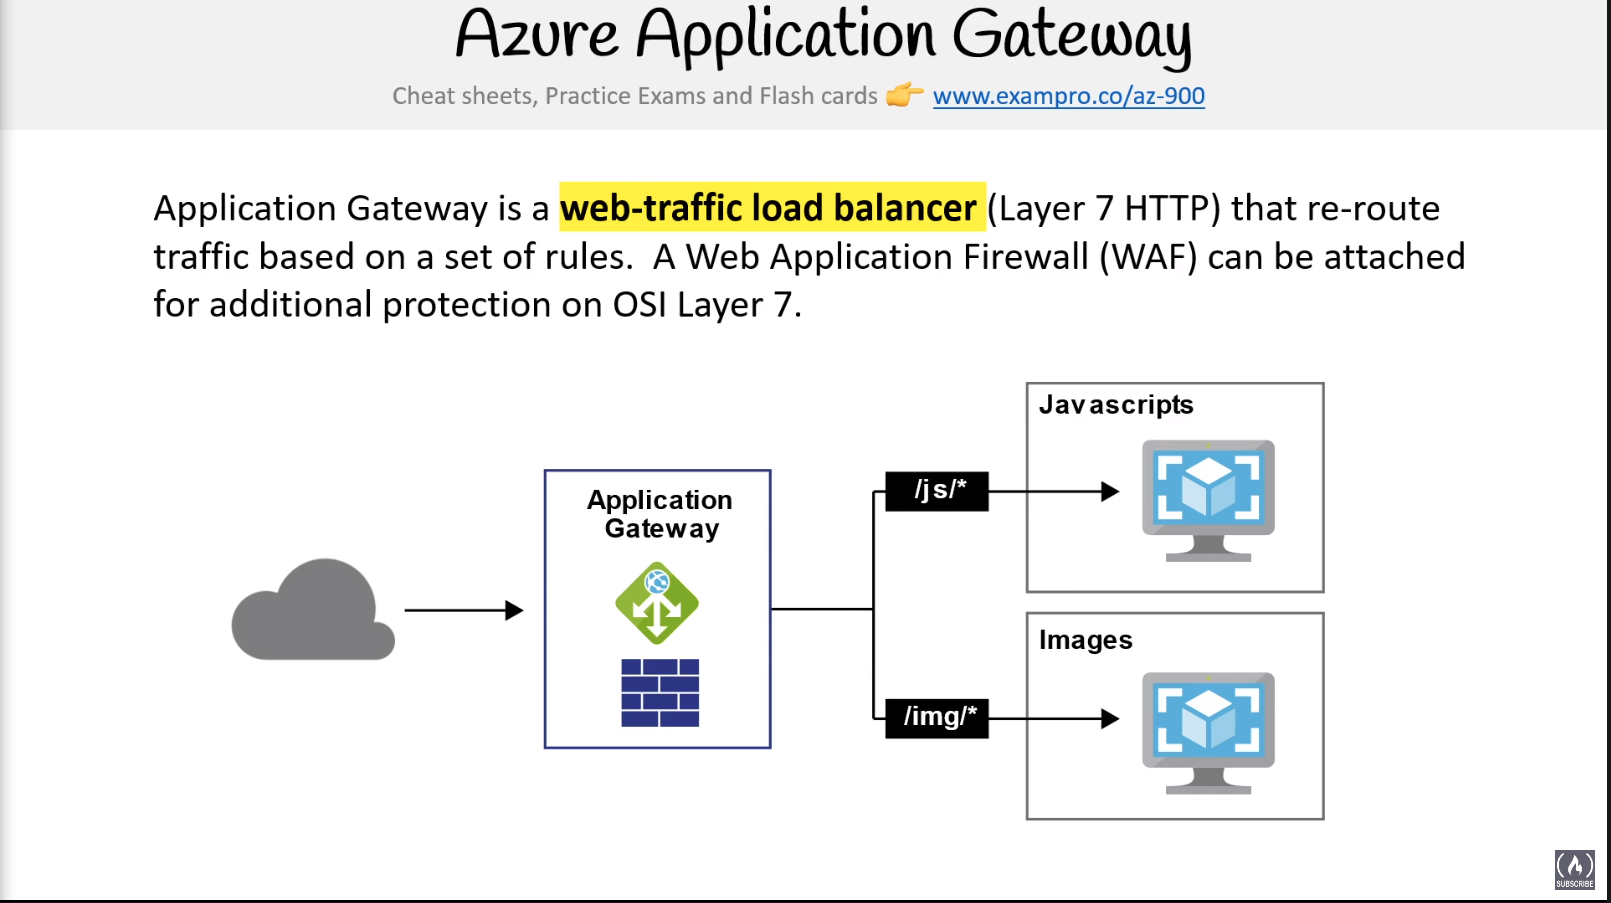 Azure Application Gateway
Cheat sheets, Practice Exams and Flash cards 👉 www.exampro.co/az-900
Application Gateway is a web-traffic load balancer (Layer 7 HTTP) that re-route
traffic based on a set of rules. A Web Application Firewall (WAF) can be attached
for additional protection on OSI Layer 7.
Javascripts
Application
Gateway
/js/*
Images
/img/*
SUBSCRIBE